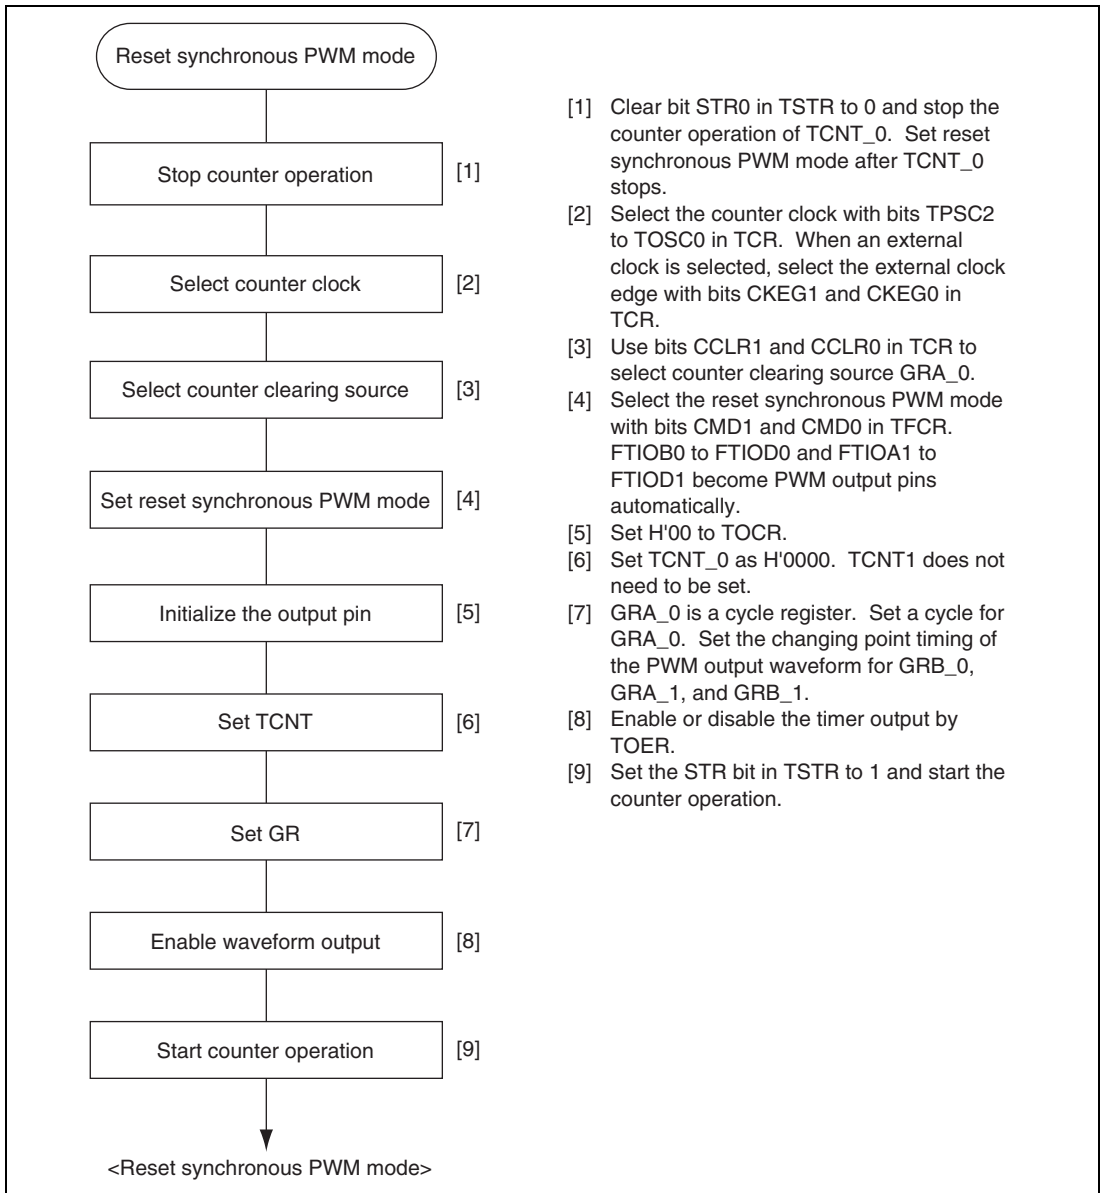 Reset synchronous PWM mode
Stop counter operation [1]
Select counter clock [2]
Select counter clearing source [3]
Set reset synchronous PWM mode [4]
Initialize the output pin [5]
Set TCNT [6]
Set GR [7]
Enable waveform output [8]
Start counter operation [9]
<Reset synchronous PWM mode>
[1] Clear bit STR0 in TSTR to 0 and stop the
counter operation of TCNT_0. Set reset
synchronous PWM mode after TCNT_0
stops.
[2] Select the counter clock with bits TPSC2
to TOSC0 in TCR. When an external
clock is selected, select the external clock
edge with bits CKEG1 and CKEG0 in
TCR.
[3] Use bits CCLR1 and CCLR0 in TCR to
select counter clearing source GRA_0.
[4] Select the reset synchronous PWM mode
with bits CMD1 and CMD0 in TFCR.
FTIOB0 to FTIOD0 and FTIOA1 to
FTIOD1 become PWM output pins
automatically.
[5] Set H'00 to TOCR.
[6] Set TCNT_0 as H'0000. TCNT1 does not
need to be set.
[7] GRA_0 is a cycle register. Set a cycle for
GRA_0. Set the changing point timing of
the PWM output waveform for GRB_0,
GRA_1, and GRB_1.
[8] Enable or disable the timer output by
TOER.
[9] Set the STR bit in TSTR to 1 and start the
counter operation.